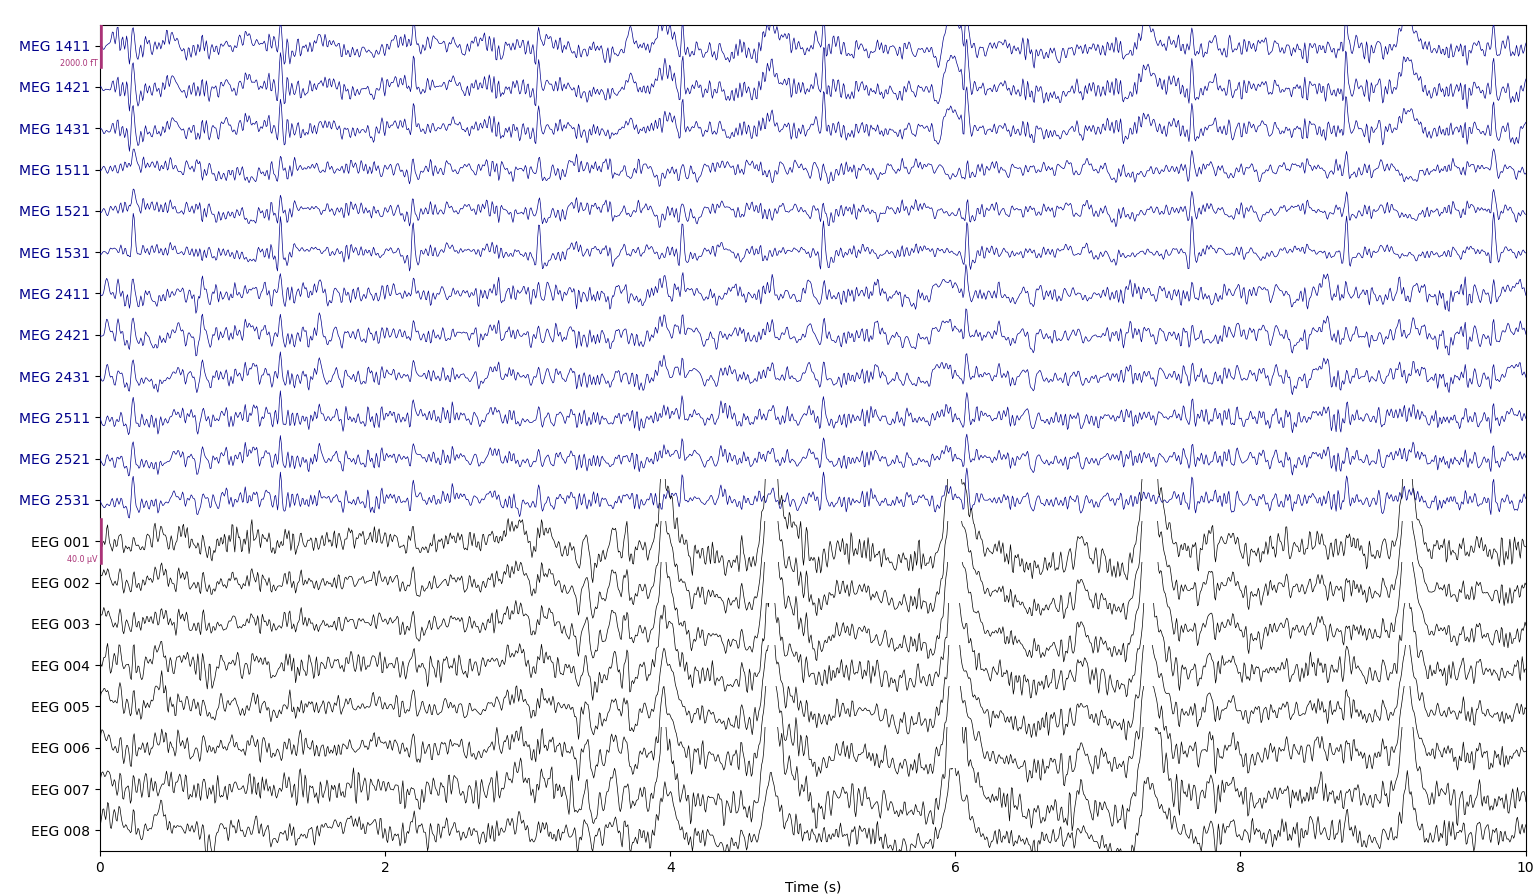 MEG 1411
2000.0 fT
MEG 1421
MEG 1431
MEG 1511
MEG 1521
MEG 1531
MEG 2411
MEG 2421
MEG 2431
MEG 2511
MEG 2521
MEG 2531
EEG 001
40.0 µV
EEG 002
EEG 003
EEG 004
EEG 005
EEG 006
EEG 007
EEG 008
0 2 4 6 8 10
Time (s)